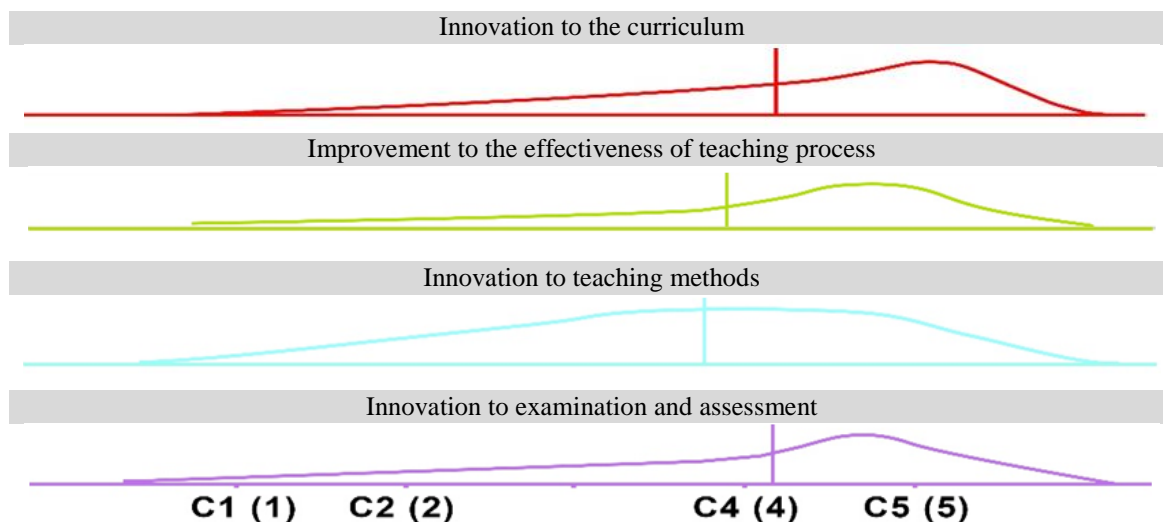 Innovation to the curriculum
Improvement to the effectiveness of teaching process
Innovation to teaching methods
Innovation to examination and assessment
C1 (1) C2 (2) C4 (4) C5 (5)